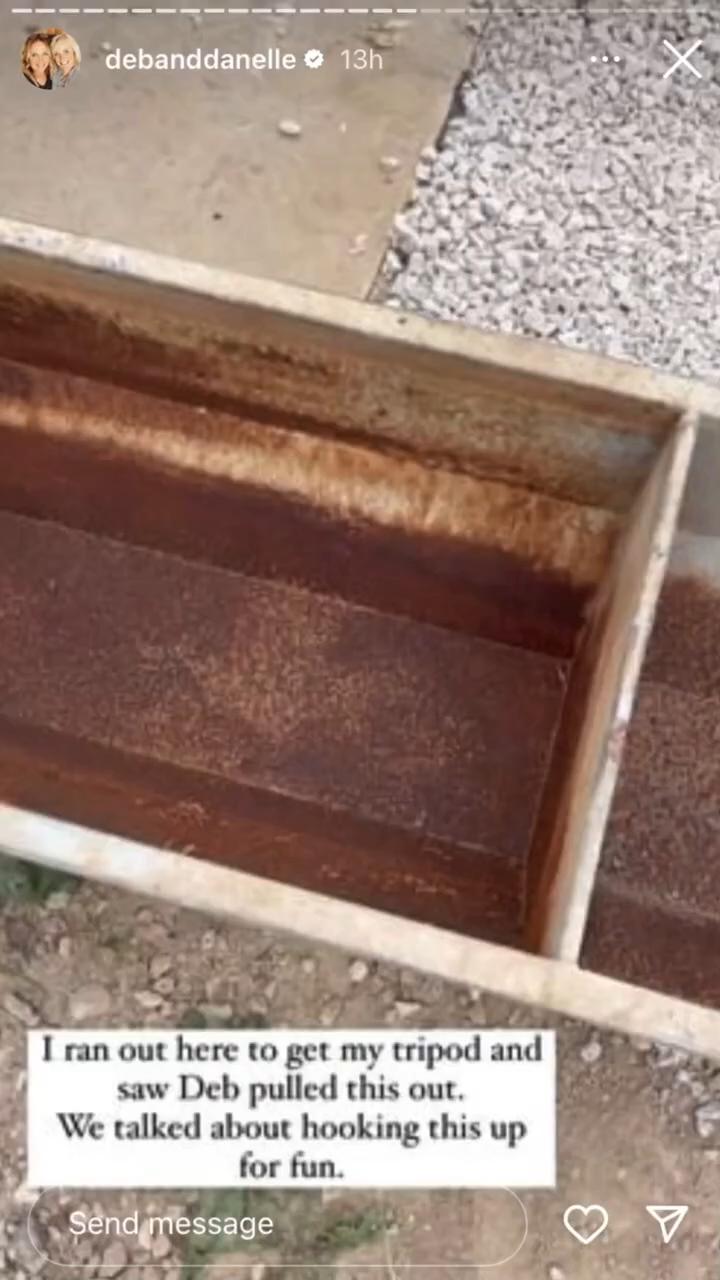 debanddanelle 13h
I ran out here to get my tripod and
saw Deb pulled this out.
We talked about hooking this up
for fun.
Send message